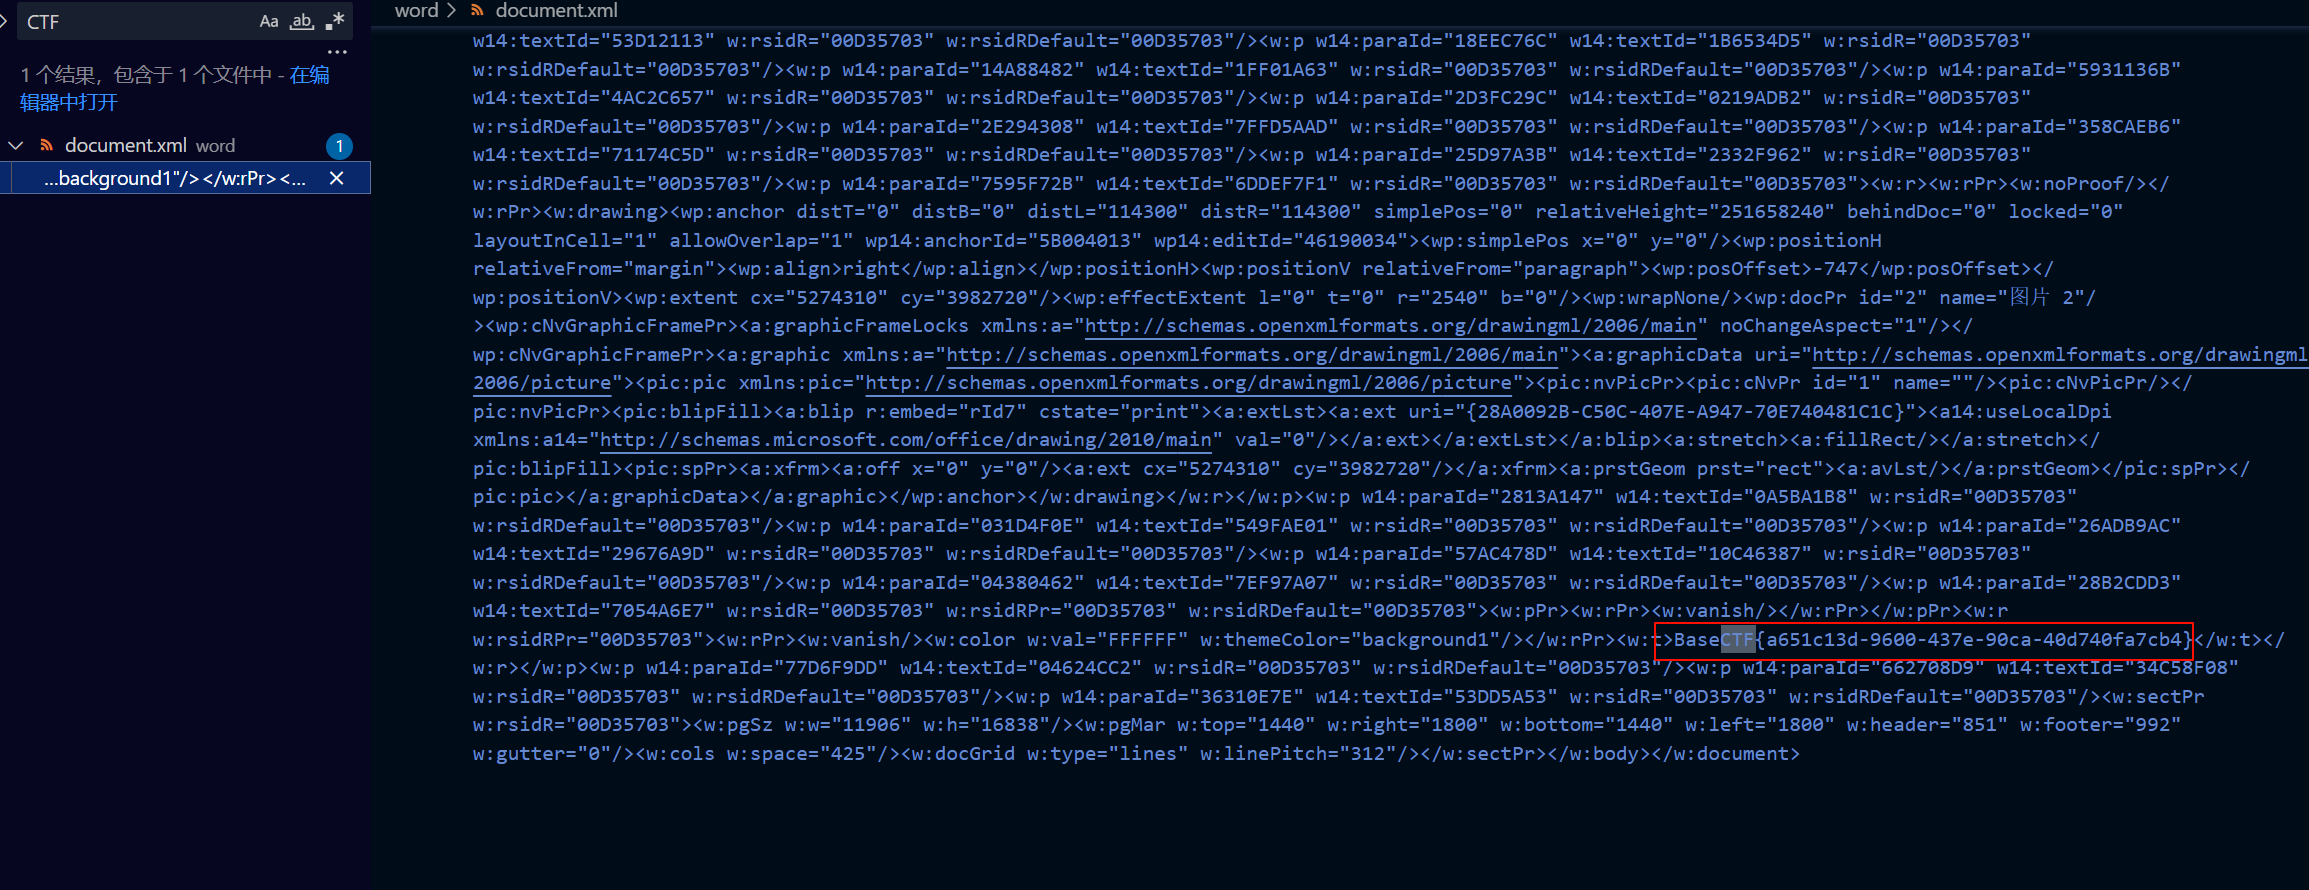 CTF
Aa ab .*
...
1 个结果，包含于 1 个文件中 - 在编
辑器中打开
document.xml word 1
...background1"/></w:rPr><...
word > document.xml
w14:textId="53D12113" w:rsidR="00D35703" w:rsidRDefault="00D35703"/><w:p w14:paraId="18EEC76C" w14:textId="1B6534D5" w:rsidR="00D35703"
w:rsidRDefault="00D35703"/><w:p w14:paraId="14A88482" w14:textId="1FF01A63" w:rsidR="00D35703" w:rsidRDefault="00D35703"/><w:p w14:paraId="5931136B"
w14:textId="4AC2C657" w:rsidR="00D35703" w:rsidRDefault="00D35703"/><w:p w14:paraId="2D3FC29C" w14:textId="0219ADB2" w:rsidR="00D35703"
w:rsidRDefault="00D35703"/><w:p w14:paraId="2E294308" w14:textId="7FFD5AAD" w:rsidR="00D35703" w:rsidRDefault="00D35703"/><w:p w14:paraId="358CAEB6"
w14:textId="71174C5D" w:rsidR="00D35703" w:rsidRDefault="00D35703"/><w:p w14:paraId="25D97A3B" w14:textId="2332F962" w:rsidR="00D35703"
w:rsidRDefault="00D35703"/><w:p w14:paraId="7595F72B" w14:textId="6DDEF7F1" w:rsidR="00D35703" w:rsidRDefault="00D35703"><w:r><w:rPr><w:noProof/></
w:rPr><w:drawing><wp:anchor distT="0" distB="0" distL="114300" distR="114300" simplePos="0" relativeHeight="251658240" behindDoc="0" locked="0"
layoutInCell="1" allowOverlap="1" wp14:anchorId="5B004013" wp14:editId="46190034"><wp:simplePos x="0" y="0"/><wp:positionH
relativeFrom="margin"><wp:align>right</wp:align></wp:positionH><wp:positionV relativeFrom="paragraph"><wp:posOffset>-747</wp:posOffset></
wp:positionV><wp:extent cx="5274310" cy="3982720"/><wp:effectExtent l="0" t="0" r="2540" b="0"/><wp:wrapNone/><wp:docPr id="2" name="图片 2"/
><wp:cNvGraphicFramePr><a:graphicFrameLocks xmlns:a="http://schemas.openxmlformats.org/drawingml/2006/main" noChangeAspect="1"/></
wp:cNvGraphicFramePr><a:graphic xmlns:a="http://schemas.openxmlformats.org/drawingml/2006/main"><a:graphicData uri="http://schemas.openxmlformats.org/drawingml
2006/picture"><pic:pic xmlns:pic="http://schemas.openxmlformats.org/drawingml/2006/picture"><pic:nvPicPr><pic:cNvPr id="1" name=""/><pic:cNvPicPr/></
pic:nvPicPr><pic:blipFill><a:blip r:embed="rId7" cstate="print"><a:extLst><a:ext uri="{28A0092B-C50C-407E-A947-70E740481C1C}"><a14:useLocalDpi
xmlns:a14="http://schemas.microsoft.com/office/drawing/2010/main" val="0"/></a:ext></a:extLst></a:blip><a:stretch><a:fillRect/></a:stretch></
pic:blipFill><pic:spPr><a:xfrm><a:off x="0" y="0"/><a:ext cx="5274310" cy="3982720"/></a:xfrm><a:prstGeom prst="rect"><a:avLst/></a:prstGeom></pic:spPr></
pic:pic></a:graphicData></a:graphic></wp:anchor></w:drawing></w:r></w:p><w:p w14:paraId="2813A147" w14:textId="0A5BA1B8" w:rsidR="00D35703"
w:rsidRDefault="00D35703"/><w:p w14:paraId="031D4F0E" w14:textId="549FAE01" w:rsidR="00D35703" w:rsidRDefault="00D35703"/><w:p w14:paraId="26ADB9AC"
w14:textId="29676A9D" w:rsidR="00D35703" w:rsidRDefault="00D35703"/><w:p w14:paraId="57AC478D" w14:textId="10C46387" w:rsidR="00D35703"
w:rsidRDefault="00D35703"/><w:p w14:paraId="04380462" w14:textId="7EF97A07" w:rsidR="00D35703" w:rsidRDefault="00D35703"/><w:p w14:paraId="28B2CDD3"
w14:textId="7054A6E7" w:rsidR="00D35703" w:rsidRPr="00D35703" w:rsidRDefault="00D35703"><w:pPr><w:rPr><w:vanish/></w:rPr></w:pPr><w:r
w:rsidRPr="00D35703"><w:rPr><w:vanish/><w:color w:val="FFFFFF" w:themeColor="background1"/></w:rPr><w:t>BaseCTF{a651c13d-9600-437e-90ca-40d740fa7cb4}</w:t></
w:r></w:p><w:p w14:paraId="77D6F9DD" w14:textId="04624CC2" w:rsidR="00D35703" w:rsidRDefault="00D35703"/><w:p w14:paraId="662708D9" w14:textId="34C58F08"
w:rsidR="00D35703" w:rsidRDefault="00D35703"/><w:p w14:paraId="36310E7E" w14:textId="53DD5A53" w:rsidR="00D35703" w:rsidRDefault="00D35703"/><w:sectPr
w:rsidR="00D35703"><w:pgSz w:w="11906" w:h="16838"/><w:pgMar w:top="1440" w:right="1800" w:bottom="1440" w:left="1800" w:header="851" w:footer="992"
w:gutter="0"/><w:cols w:space="425"/><w:docGrid w:type="lines" w:linePitch="312"/></w:sectPr></w:body></w:document>